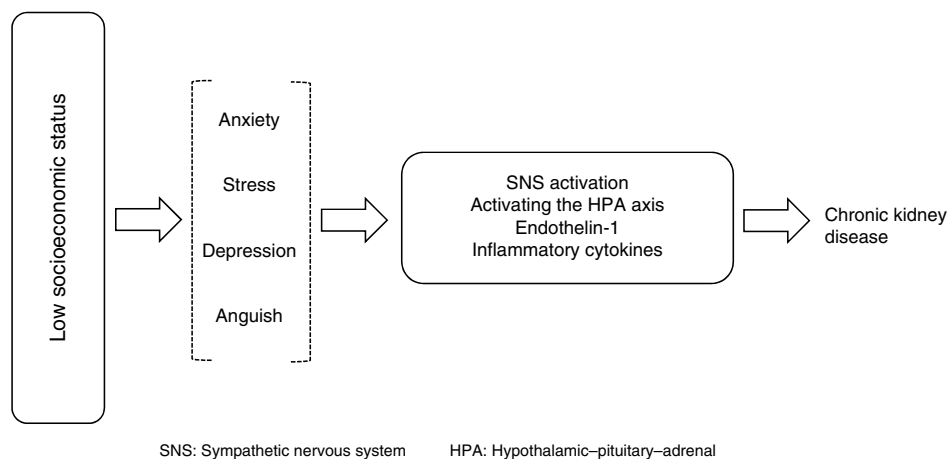 Low socioeconomic status
Anxiety
Stress
Depression
Anguish
SNS activation
Activating the HPA axis
Endothelin-1
Inflammatory cytokines
Chronic kidney
disease
SNS: Sympathetic nervous system HPA: Hypothalamic–pituitary–adrenal